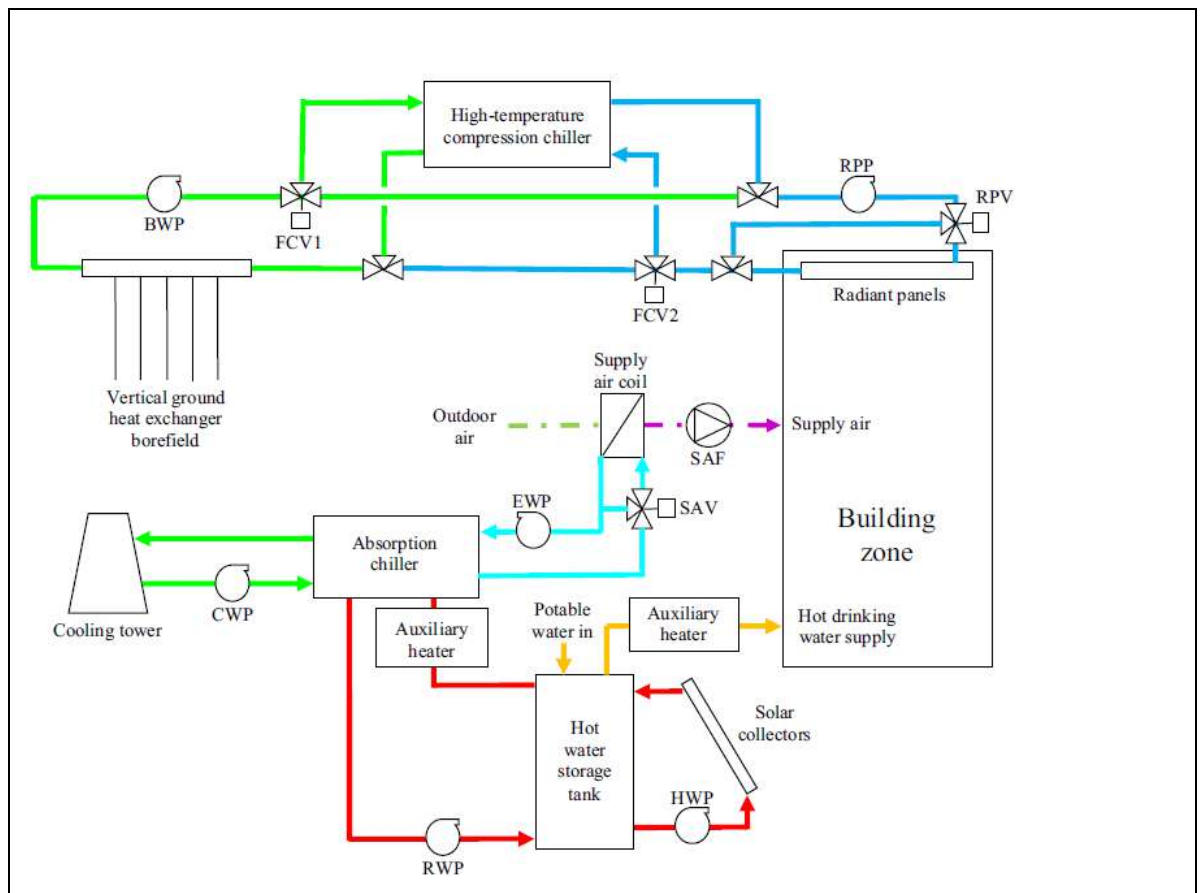 High-temperature
compression chiller
RPP
RPV
BWP
FCV1
FCV2
Radiant panels
Vertical ground
heat exchanger
borefield
Supply
air coil
Outdoor
air
SAF
Supply air
EWP
SAV
Building
zone
Absorption
chiller
CWP
Cooling tower
Auxiliary
heater
Potable
water in
Auxiliary
heater
Hot drinking
water supply
Hot
water
storage
tank
Solar
collectors
HWP
RWP